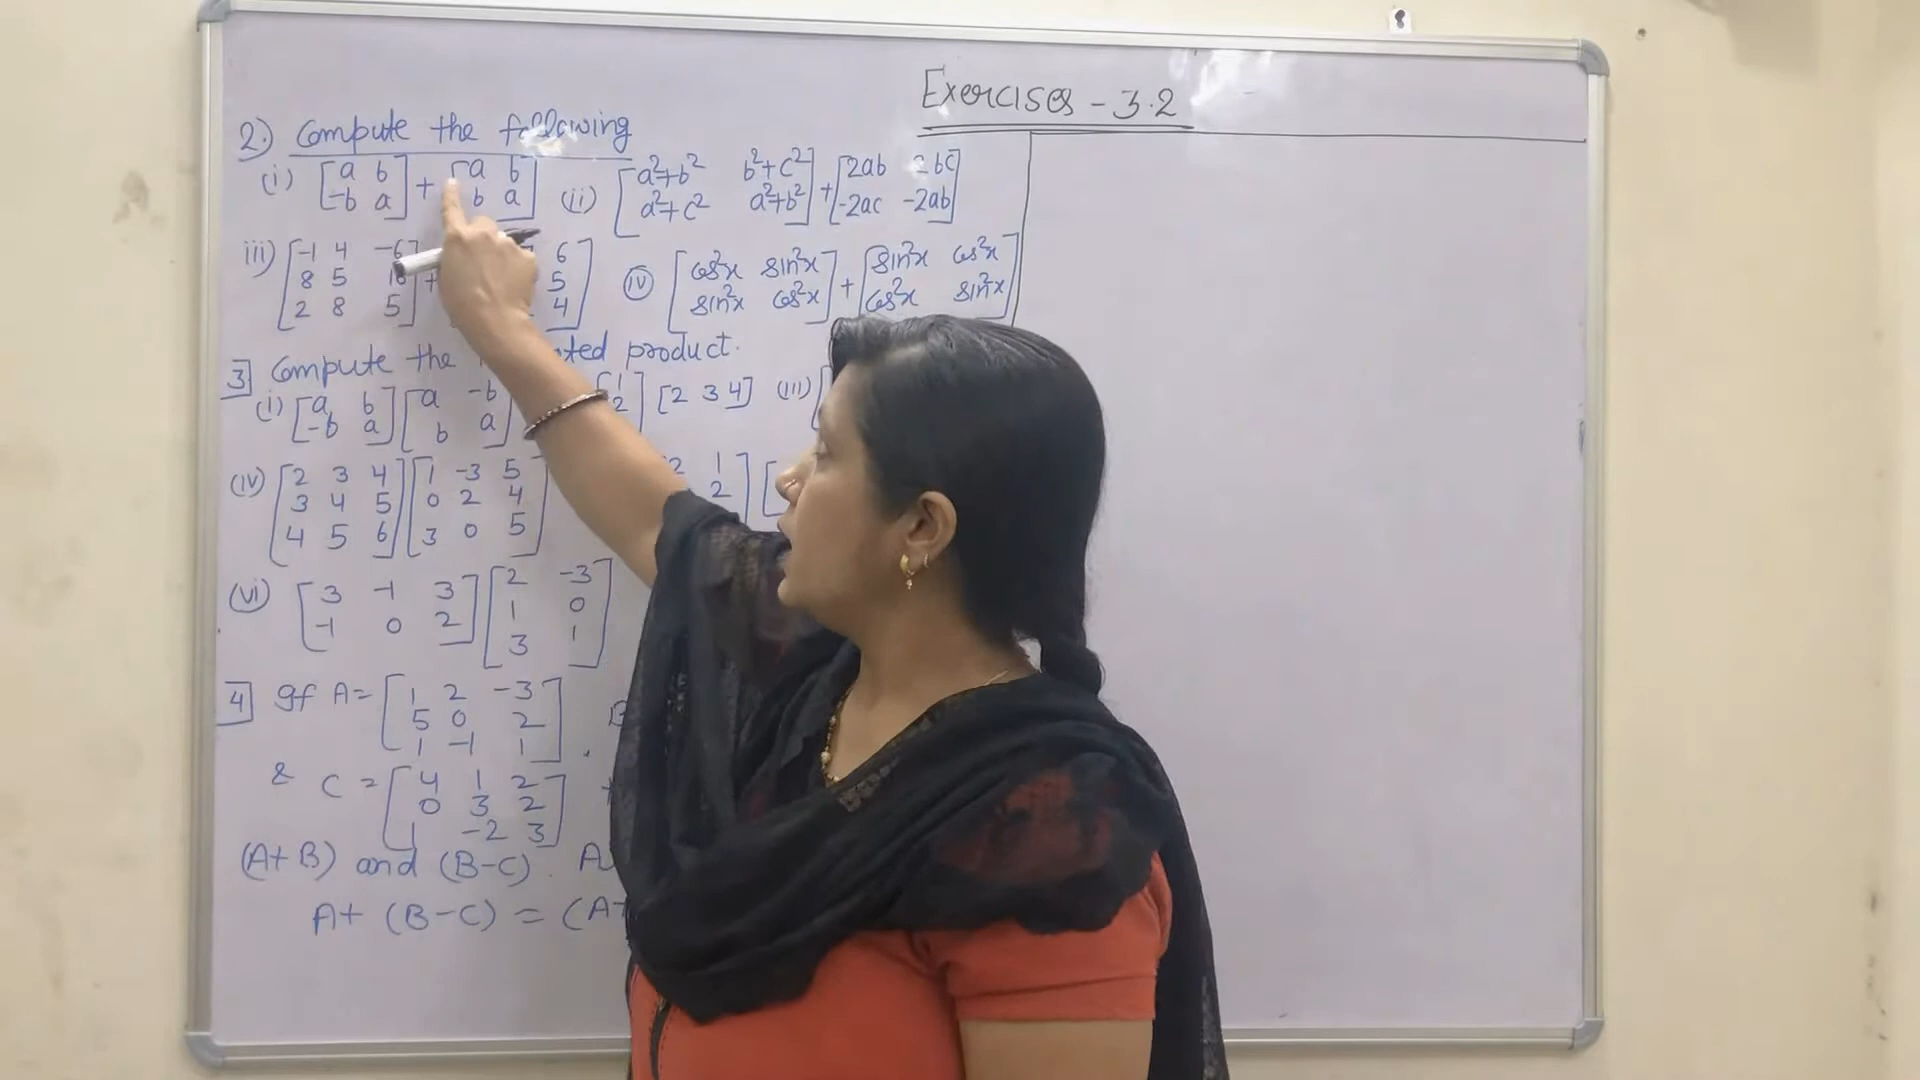 Exercises - 3.2
2.) Compute the following
(i) [a b] + [a b] (ii) [a²+b² b²+c²] + [2ab 2bc]
[-b a] [b a] [a²+c² a²+b²] [-2ac -2ab]
iii) [-1 4 -6] + [6] (iv) [cos²x sin²x] + [sin²x cos²x]
[8 5 16] [5] [sin²x cos²x] [cos²x sin²x]
[2 8 5] [4]
3 Compute the product.
(i) [a b] [a -b] [1] [2 3 4] (iii) [
[-b a] [b a] [2]
(iv) [2 3 4] [1 -3 5] 2 1] [
[3 4 5] [0 2 4] 2]
[4 5 6] [3 0 5]
(vi) [3 -1 3] [2 -3]
[-1 0 2] [1 0]
[3 1]
4 If A = [1 2 -3]
[5 0 2]
[1 -1 1]
& C = [4 1 2]
[0 3 2]
[1 -2 3]
(A+B) and (B-C).
A+ (B-C) = (A+